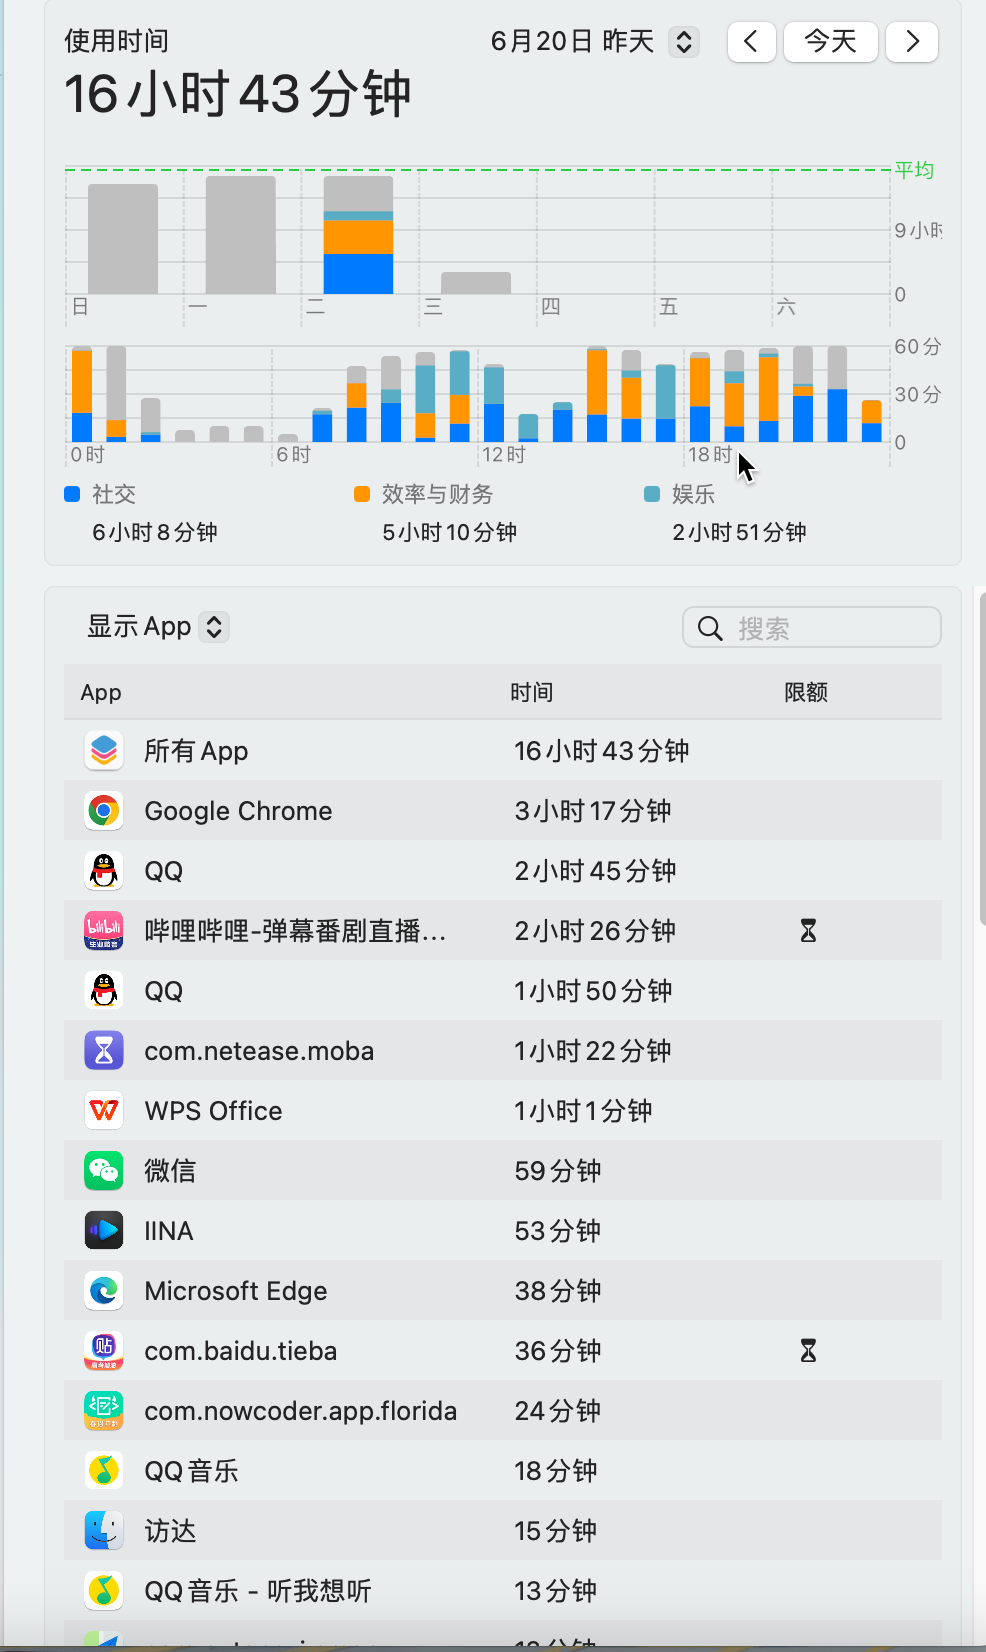 使用时间
6月20日 昨天
今天
16小时43分钟
平均
9小时
0
日 一 二 三 四 五 六
60分
30分
0
0时 6时 12时 18时
社交 效率与财务 娱乐
6小时8分钟 5小时10分钟 2小时51分钟
显示App
搜索
App 时间 限额
所有App 16小时43分钟
Google Chrome 3小时17分钟
QQ 2小时45分钟
哔哩哔哩-弹幕番剧直播... 2小时26分钟
QQ 1小时50分钟
com.netease.moba 1小时22分钟
WPS Office 1小时1分钟
微信 59分钟
IINA 53分钟
Microsoft Edge 38分钟
com.baidu.tieba 36分钟
com.nowcoder.app.florida 24分钟
QQ音乐 18分钟
访达 15分钟
QQ音乐 - 听我想听 13分钟